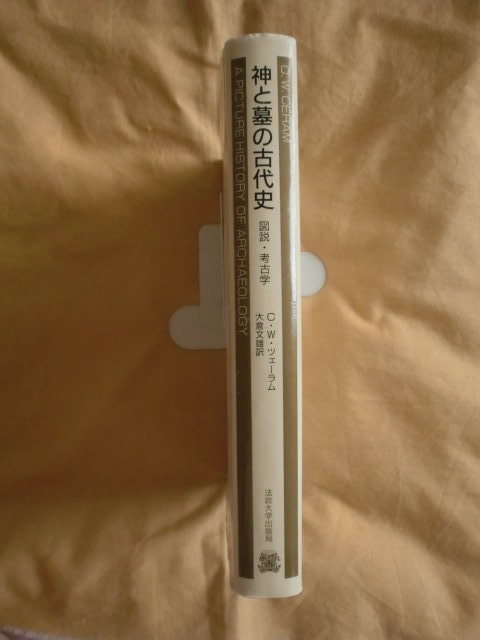 C・W・CERAM
神と墓の古代史
図説・考古学
C・W・ツェーラム
大倉文雄訳
法政大学出版局
A PICTURE HISTORY OF ARCHAEOLOGY